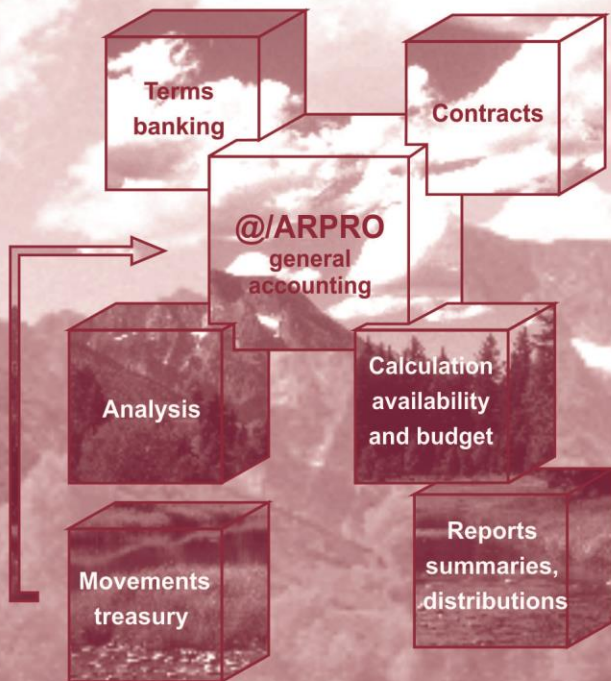 Terms
banking
Contracts
@/ARPRO
general
accounting
Analysis
Calculation
availability
and budget
Movements
treasury
Reports
summaries,
distributions